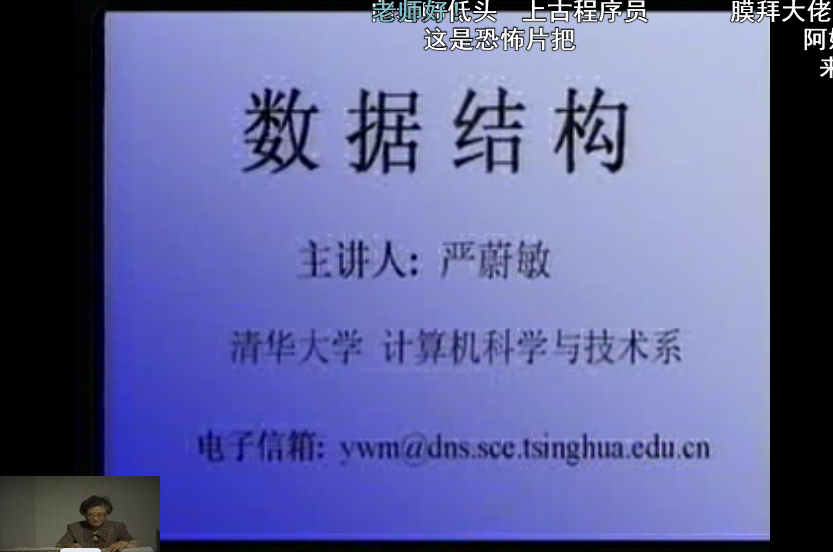 老师好!低头 上古程序员 膜拜大佬
这是恐怖片把
阿
来
数据结构
主讲人: 严蔚敏
清华大学 计算机科学与技术系
电子信箱: ywm@dns.sce.tsinghua.edu.cn